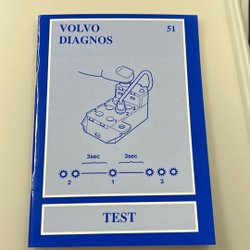 VOLVO 51
DIAGNOS
3sec 3sec
2 1 3
TEST